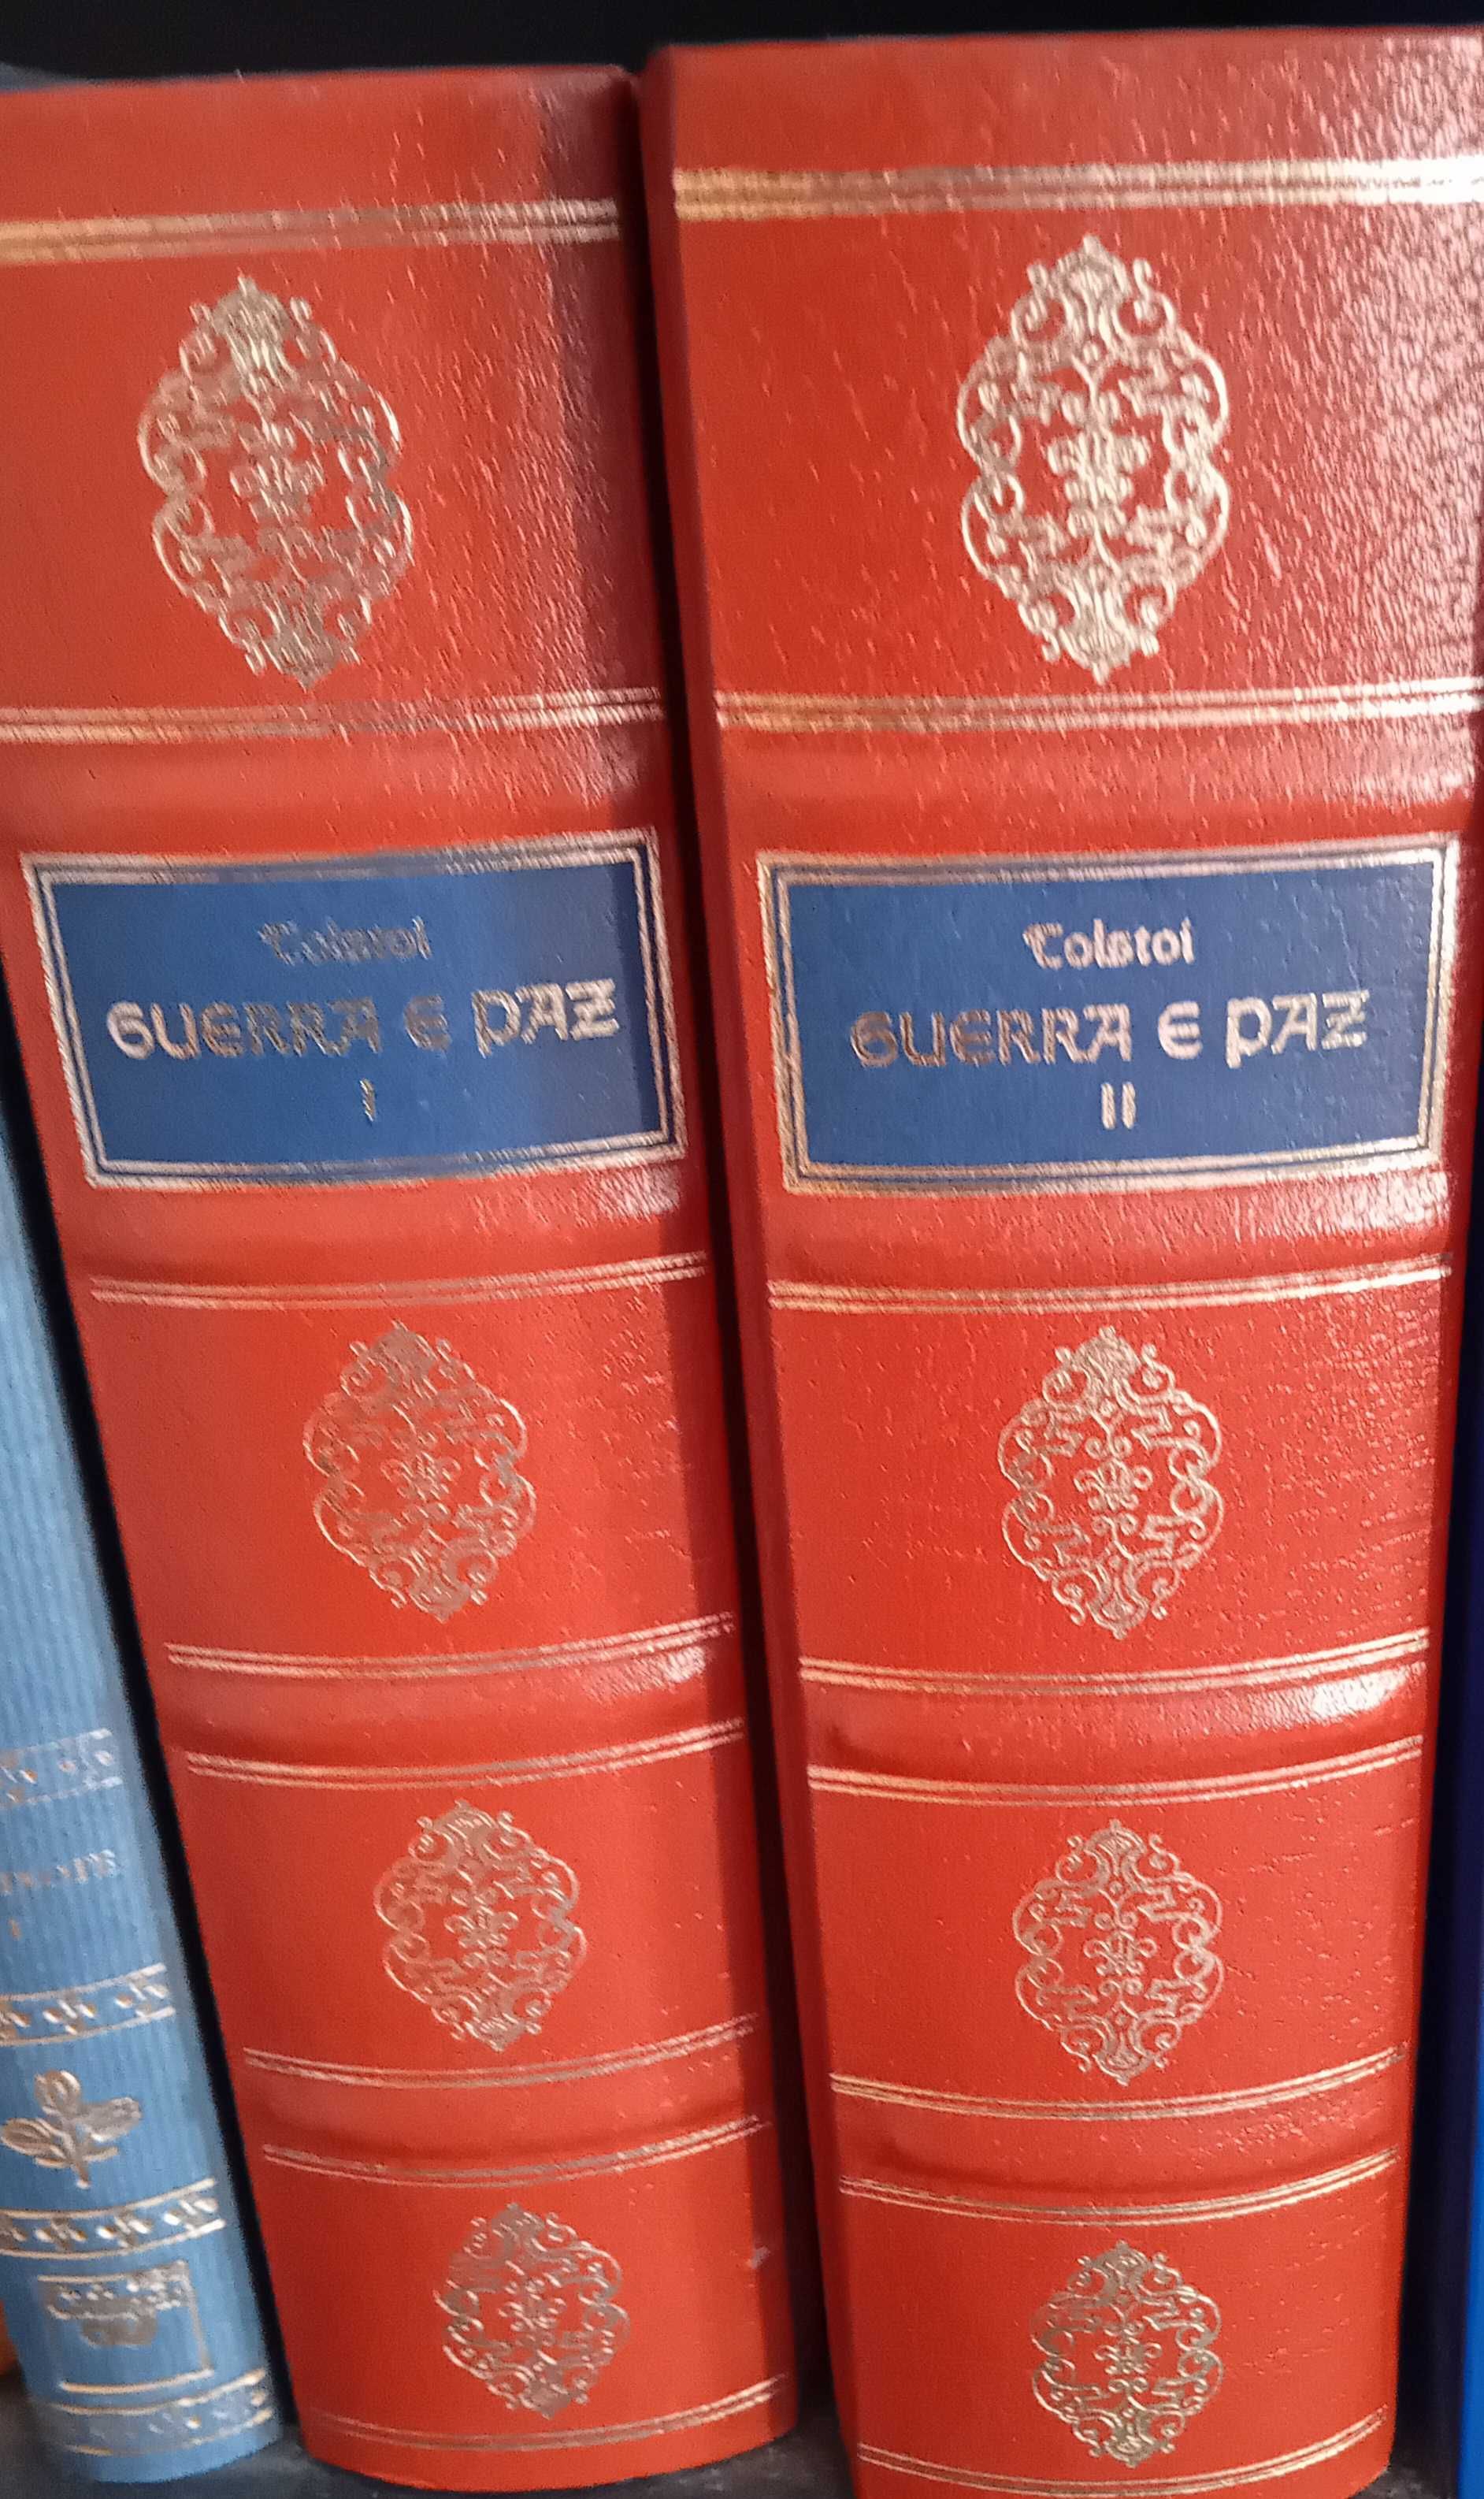 Tolstoi
GUERRA E PAZ
I
Tolstoi
GUERRA E PAZ
II
I